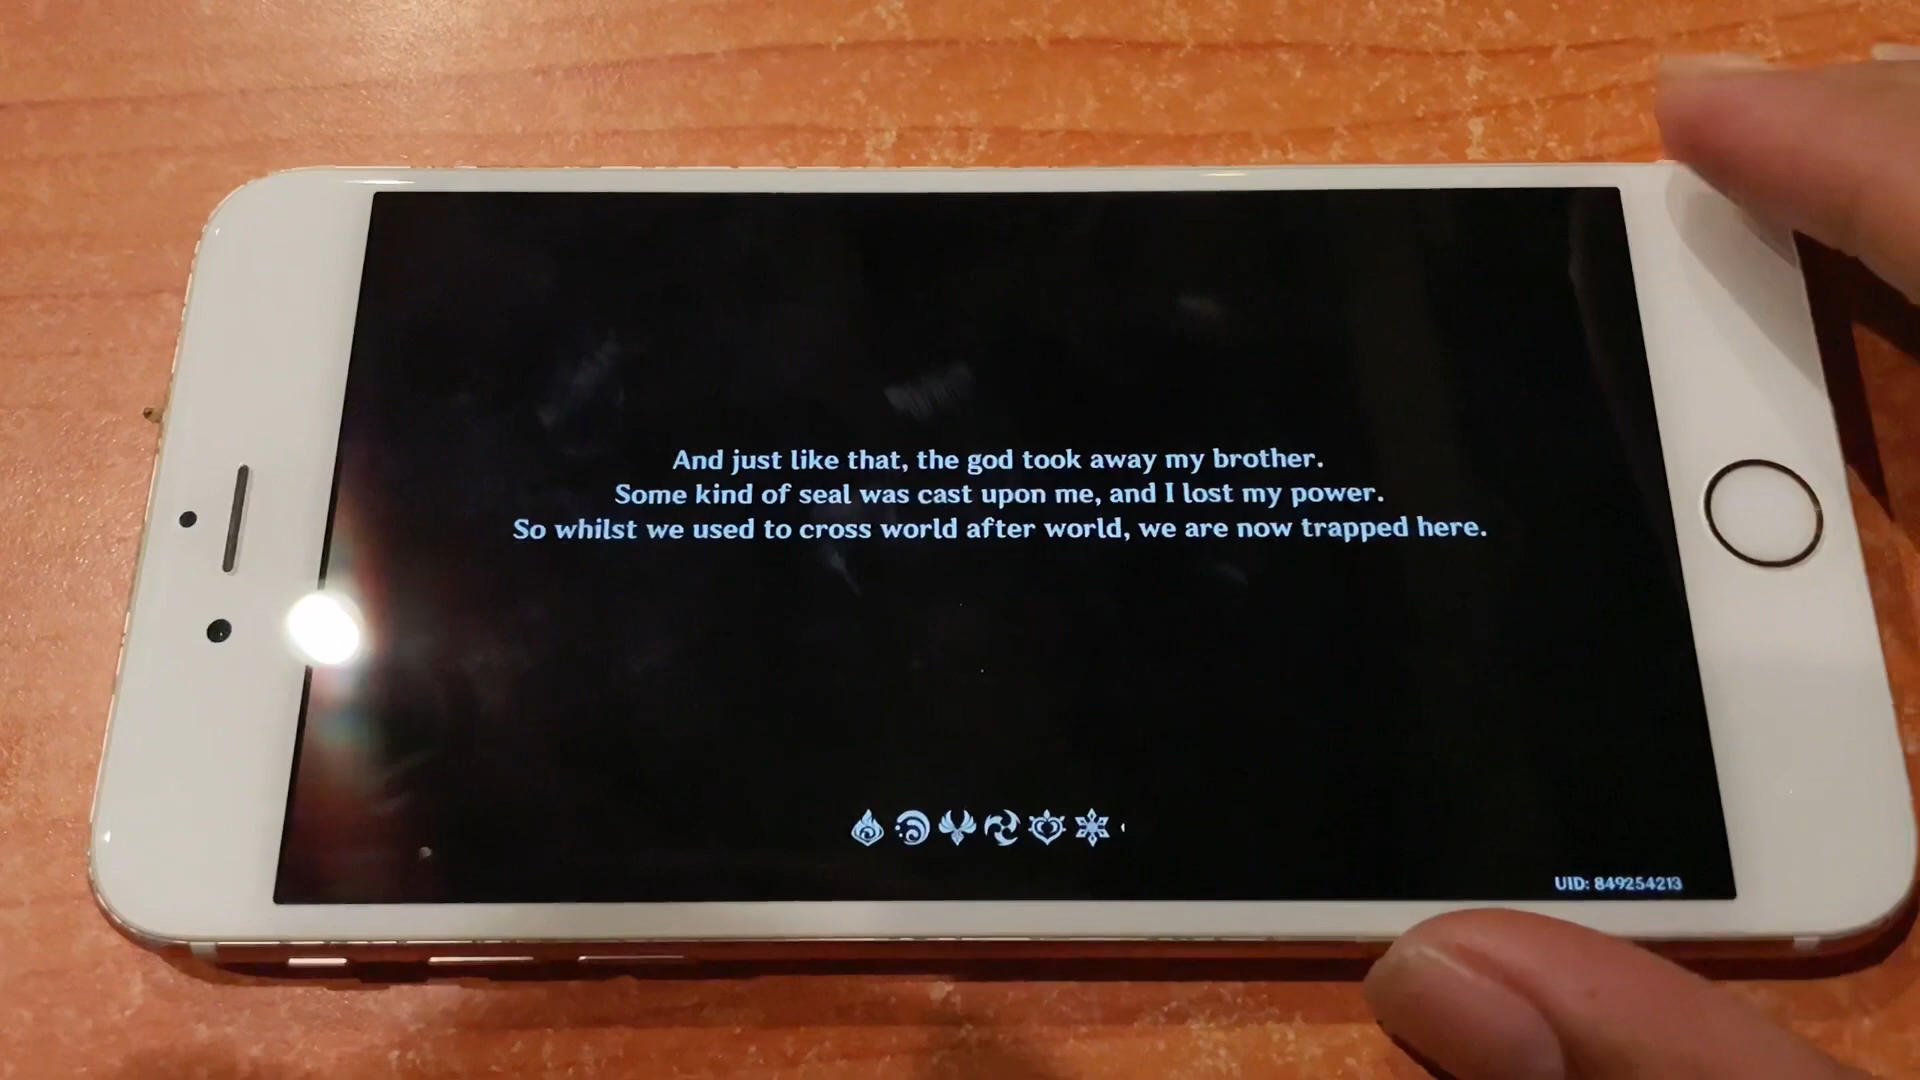 And just like that, the god took away my brother.
Some kind of seal was cast upon me, and I lost my power.
So whilst we used to cross world after world, we are now trapped here.
UID: 849254213